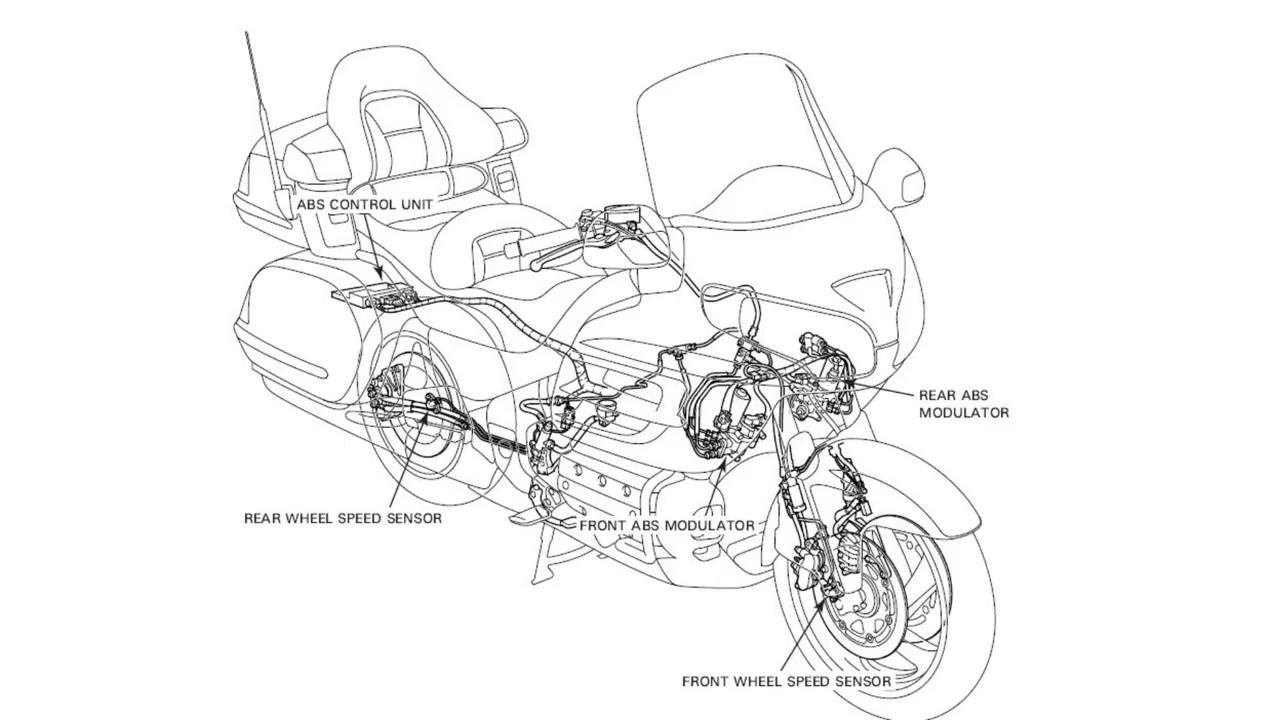 ABS CONTROL UNIT
REAR ABS
MODULATOR
REAR WHEEL SPEED SENSOR
FRONT ABS MODULATOR
FRONT WHEEL SPEED SENSOR